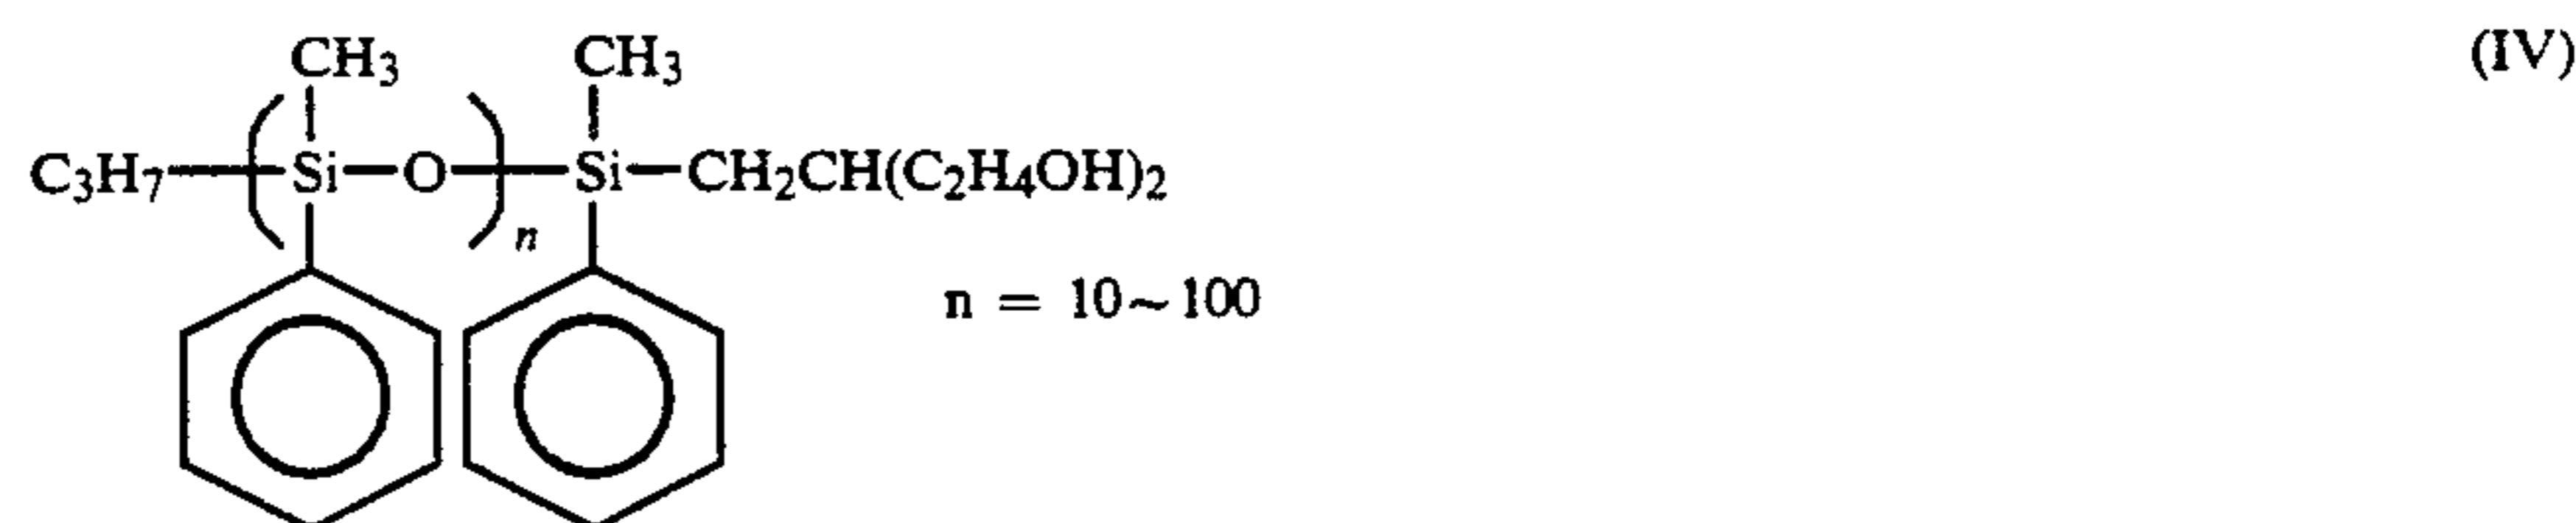 CH₃ CH₃ (IV)
C₃H₇—(Si—O)ₙ—Si—CH₂CH(C₂H₄OH)₂
n = 10~100